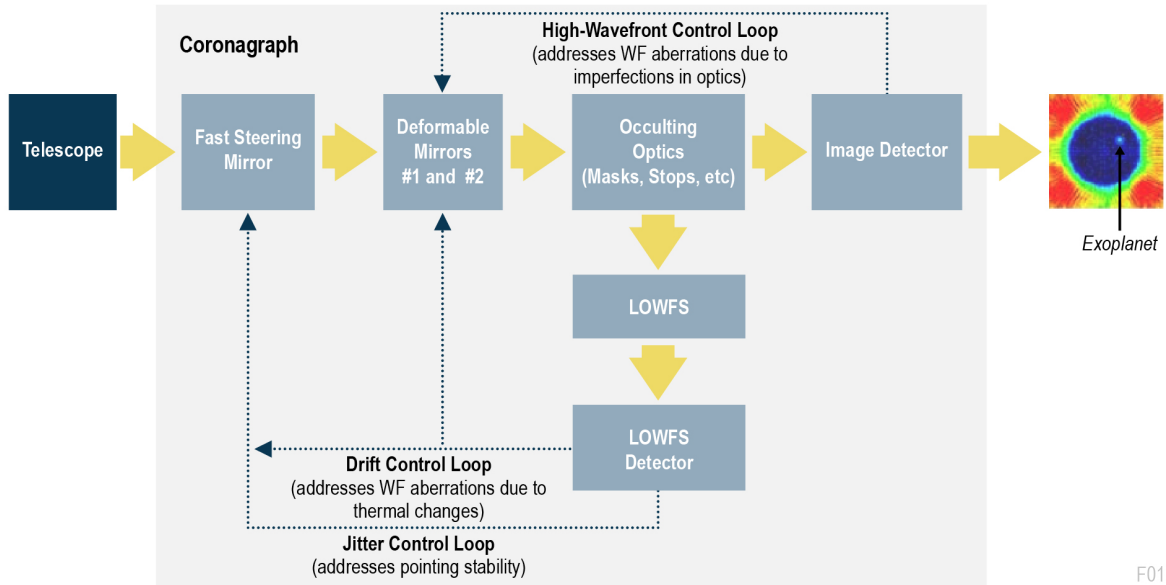 High-Wavefront Control Loop
(addresses WF aberrations due to
imperfections in optics)
Coronagraph
Telescope
Fast Steering
Mirror
Deformable
Mirrors
#1 and #2
Occulting
Optics
(Masks, Stops, etc)
Image Detector
Exoplanet
LOWFS
LOWFS
Detector
Drift Control Loop
(addresses WF aberrations due to
thermal changes)
Jitter Control Loop
(addresses pointing stability)
F01